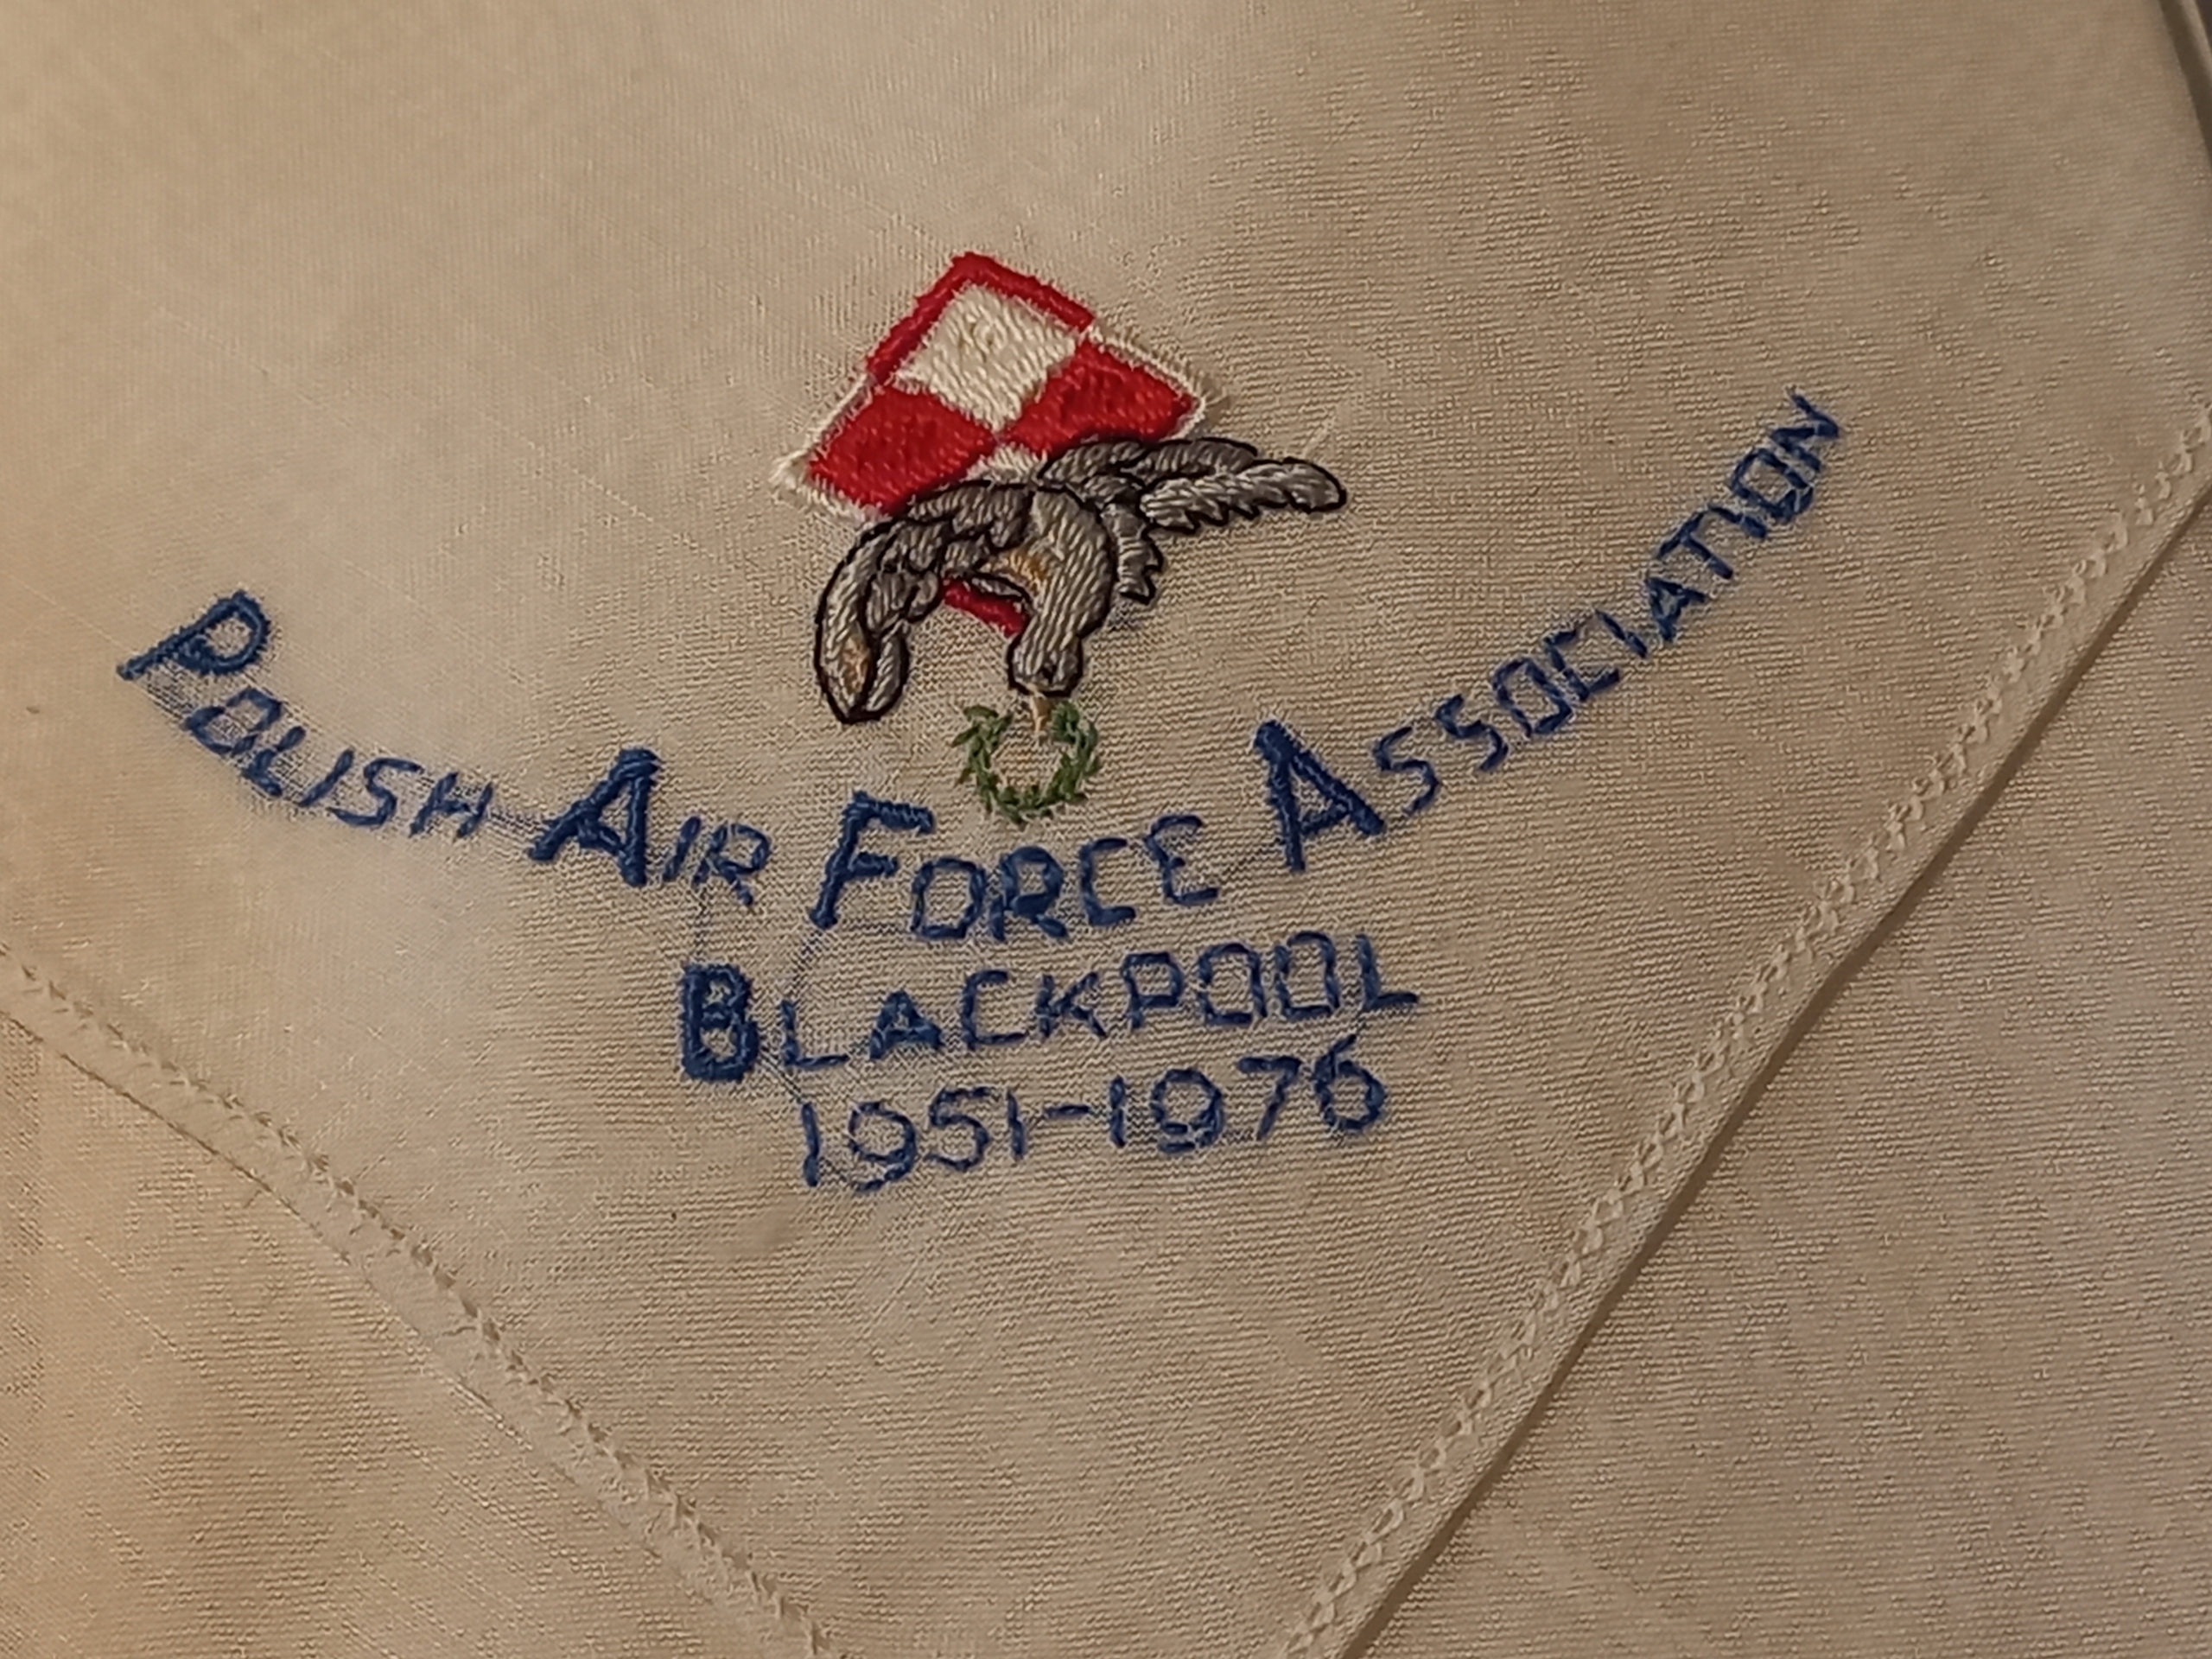 POLISH AIR FORCE ASSOCIATION
BLACKPOOL
1951-1976